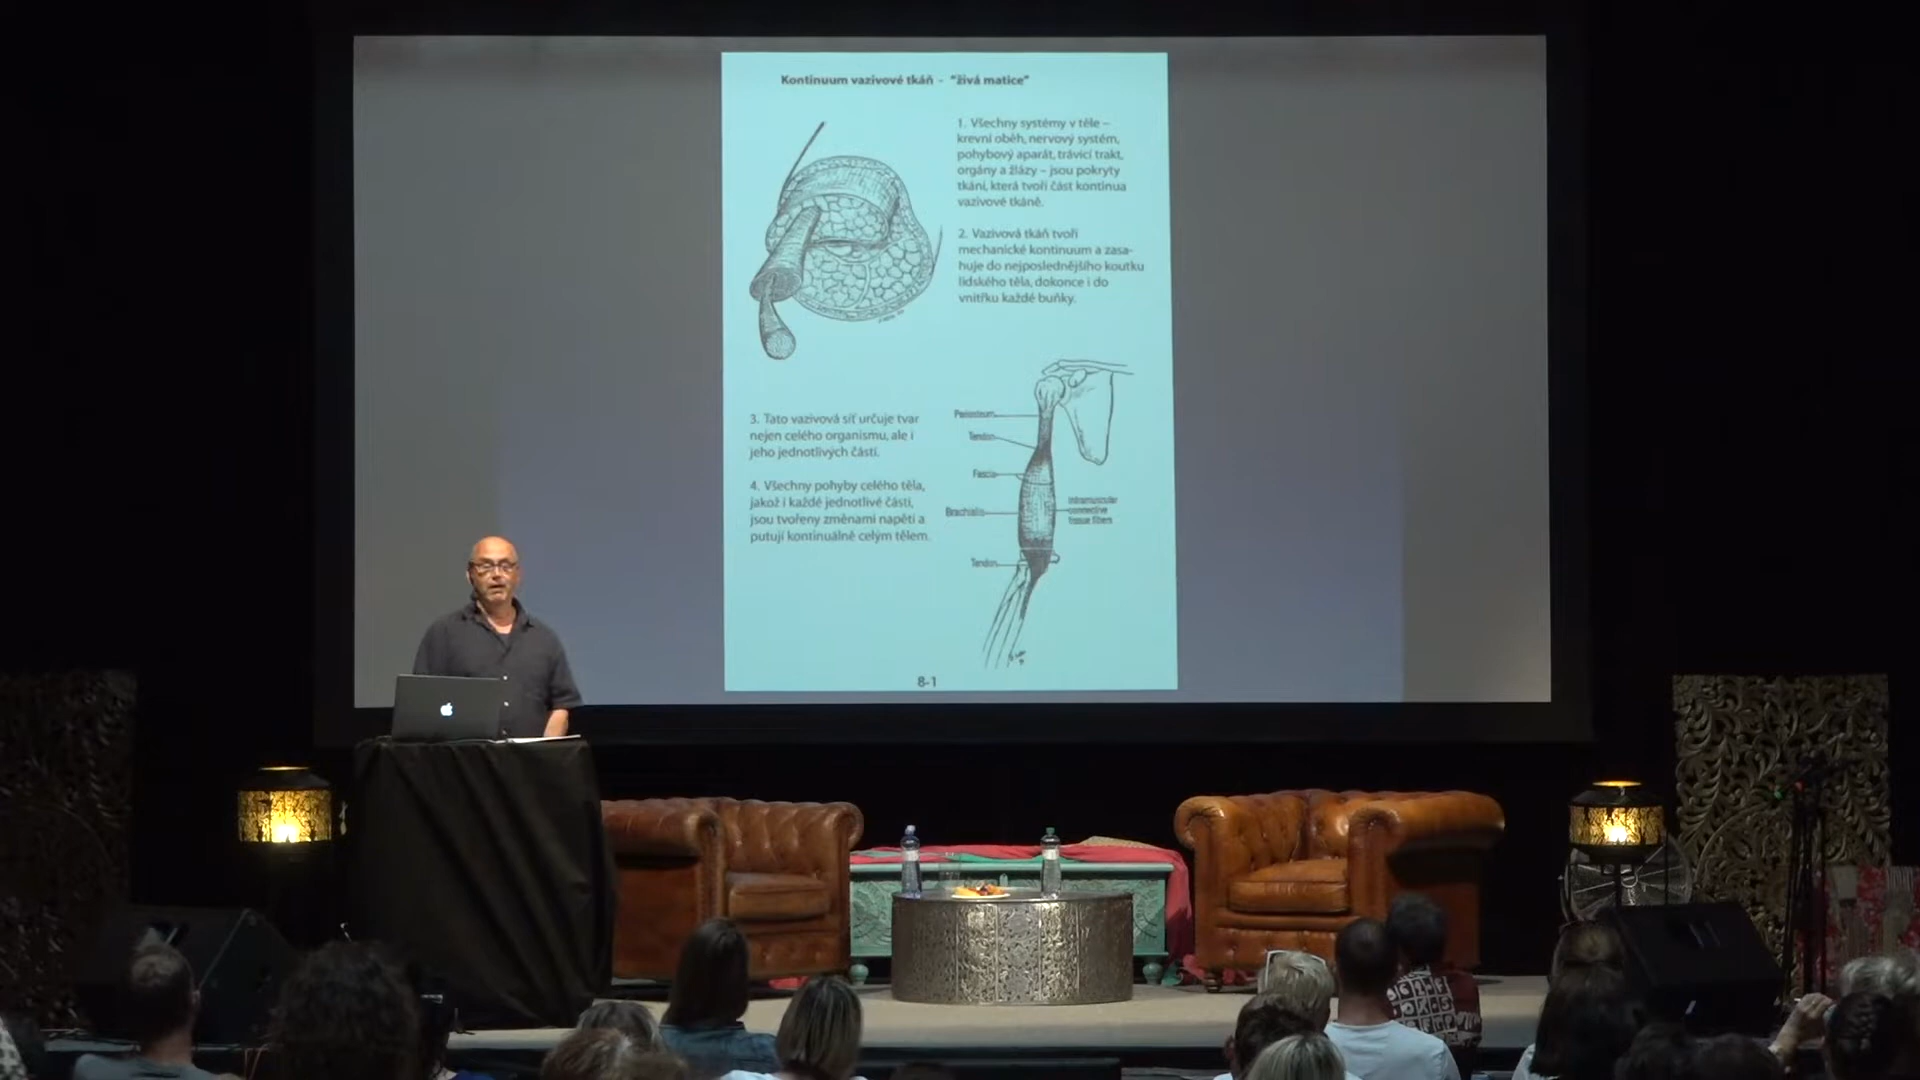 Kontinuum vazivové tkáň - "živá matice"
1. Všechny systémy v těle –
krevní oběh, nervový systém,
pohybový aparát, trávicí trakt,
orgány a žlázy – jsou pokryty
tkání, která tvoří část kontinua
vazivové tkáně.
2. Vazivová tkáň tvoří
mechanické kontinuum a zasa-
huje do nejposlednějšího koutku
lidského těla, dokonce i do
vnitřku každé buňky.
3. Tato vazivová síť určuje tvar
nejen celého organismu, ale i
jeho jednotlivých částí.
4. Všechny pohyby celého těla,
jakož i každé jednotlivé části,
jsou tvořeny změnami napětí a
putují kontinuálně celým tělem.
Periosteum
Tendon
Fascia
Brachialis
Intramuscular
connective
tissue fibers
Tendon
8-1